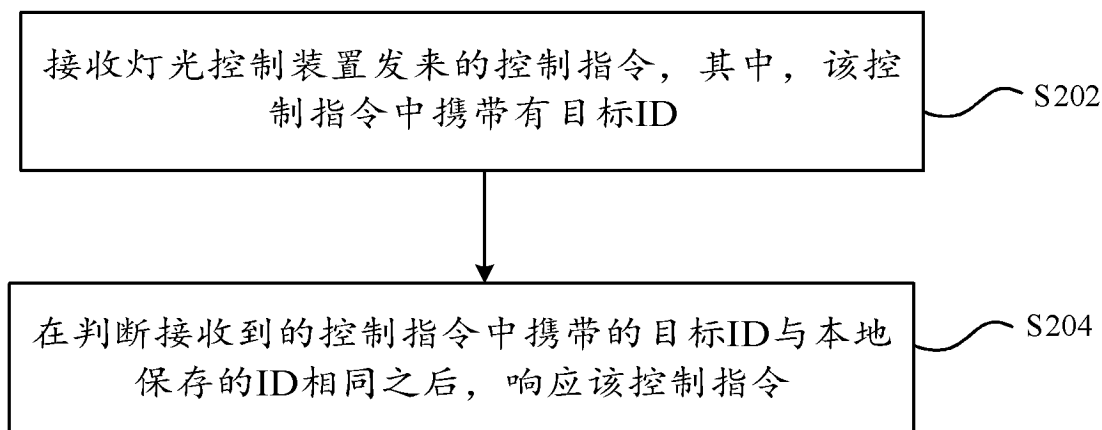 接收灯光控制装置发来的控制指令，其中，该控
制指令中携带有目标ID
S202
在判断接收到的控制指令中携带的目标ID与本地
保存的ID相同之后，响应该控制指令
S204